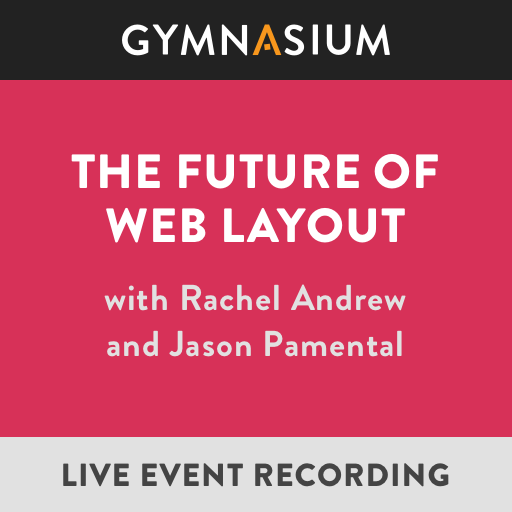 GYMNASIUM
THE FUTURE OF
WEB LAYOUT
with Rachel Andrew
and Jason Pamental
LIVE EVENT RECORDING